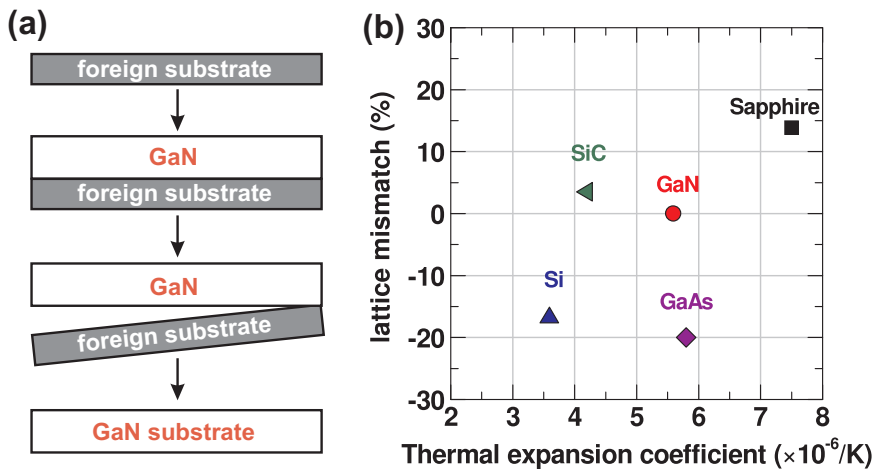 (a)
foreign substrate
GaN
foreign substrate
GaN
foreign substrate
GaN substrate
(b)
lattice mismatch (%)
30
20
10
0
-10
-20
-30
Sapphire
SiC
GaN
Si
GaAs
2 3 4 5 6 7 8
Thermal expansion coefficient (×10⁻⁶/K)